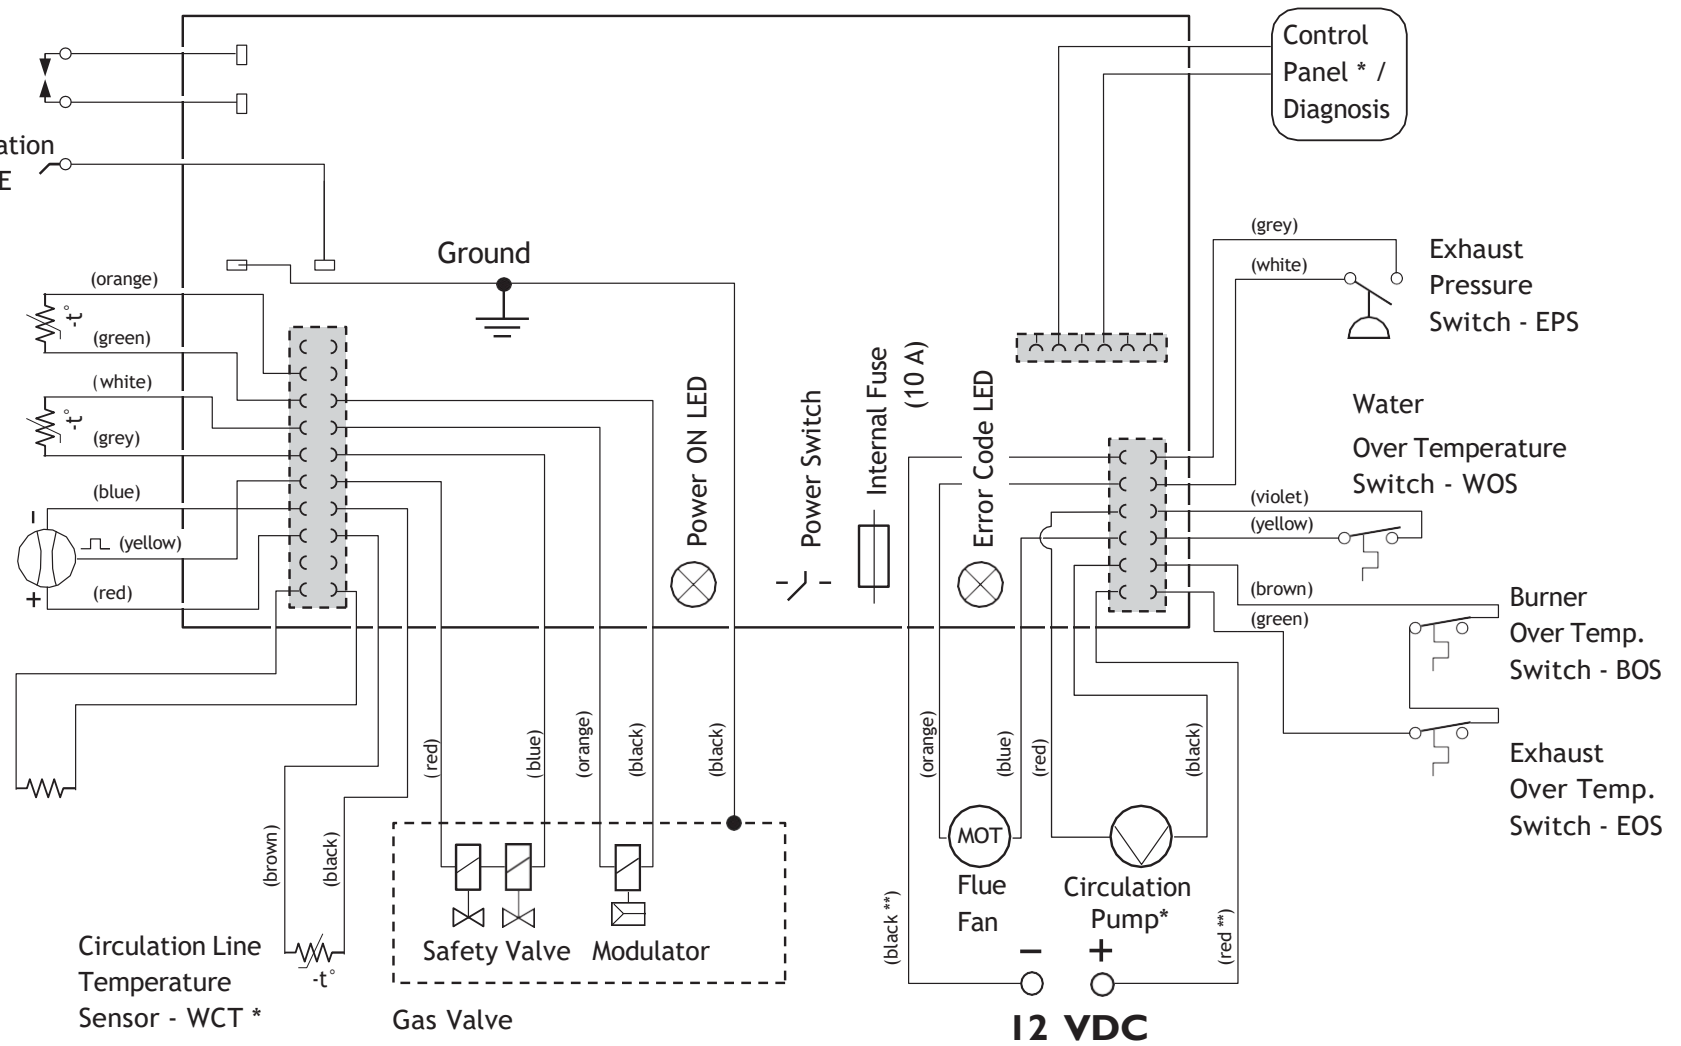 Control
Panel * /
Diagnosis
ation
E
Ground
(orange)
-t°
(green)
(white)
-t°
(grey)
(blue)
-
(yellow)
+
(red)
Power ON LED
Power Switch
Internal Fuse
(10 A)
Error Code LED
(grey)
(white)
Exhaust
Pressure
Switch - EPS
Water
Over Temperature
Switch - WOS
(violet)
(yellow)
(brown)
(green)
Burner
Over Temp.
Switch - BOS
Exhaust
Over Temp.
Switch - EOS
(red)
(blue)
(orange)
(black)
(black)
(orange)
(blue)
(red)
(black)
(brown)
(black)
MOT
Flue
Fan
Circulation
Pump*
(black **)
(red **)
- +
12 VDC
Safety Valve Modulator
Gas Valve
Circulation Line
Temperature
Sensor - WCT *
-t°